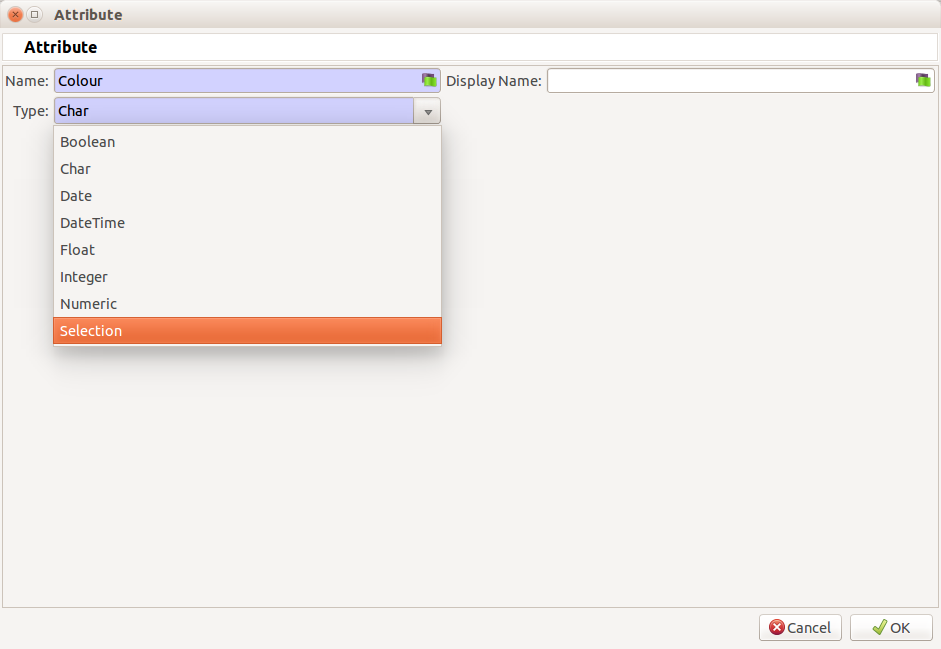 Attribute
Attribute
Name: Colour Display Name:
Type: Char
Boolean
Char
Date
DateTime
Float
Integer
Numeric
Selection
Cancel OK